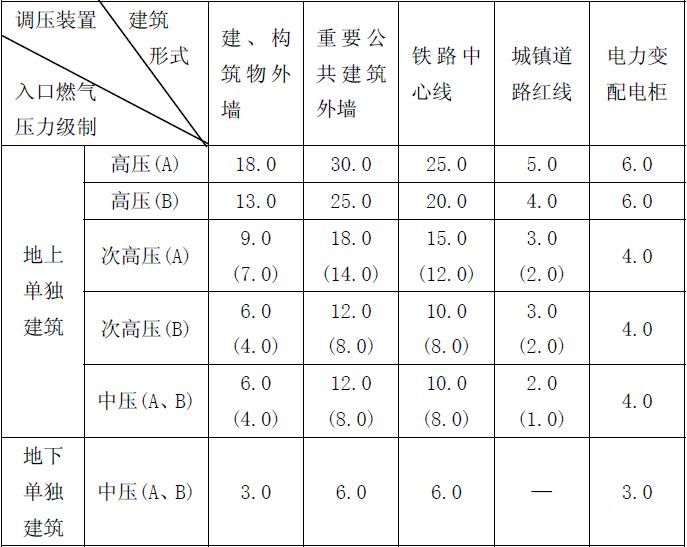 调压装置 建筑
形式
入口燃气
压力级制
建、构
筑物外
墙
重要公
共建筑
外墙
铁路中
心线
城镇道
路红线
电力变
配电柜
地上
单独
建筑
高压(A) 18.0 30.0 25.0 5.0 6.0
高压(B) 13.0 25.0 20.0 4.0 6.0
次高压(A) 9.0 18.0 15.0 3.0 4.0
(7.0) (14.0) (12.0) (2.0)
次高压(B) 6.0 12.0 10.0 3.0 4.0
(4.0) (8.0) (8.0) (2.0)
中压(A、B) 6.0 12.0 10.0 2.0 4.0
(4.0) (8.0) (8.0) (1.0)
地下
单独
建筑
中压(A、B) 3.0 6.0 6.0 — 3.0